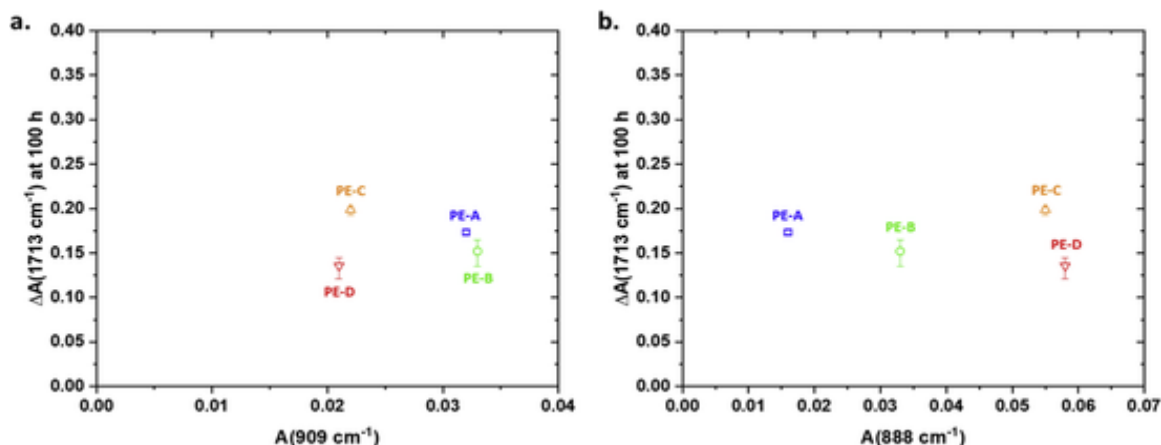 a.
ΔA(1713 cm⁻¹) at 100 h
0.40
0.35
0.30
0.25
0.20
0.15
0.10
0.05
0.00
PE-C
PE-A
PE-D
PE-B
0.00 0.01 0.02 0.03 0.04
A(909 cm⁻¹)
b.
ΔA(1713 cm⁻¹) at 100 h
0.40
0.35
0.30
0.25
0.20
0.15
0.10
0.05
0.00
PE-C
PE-A
PE-B
PE-D
0.00 0.01 0.02 0.03 0.04 0.05 0.06 0.07
A(888 cm⁻¹)